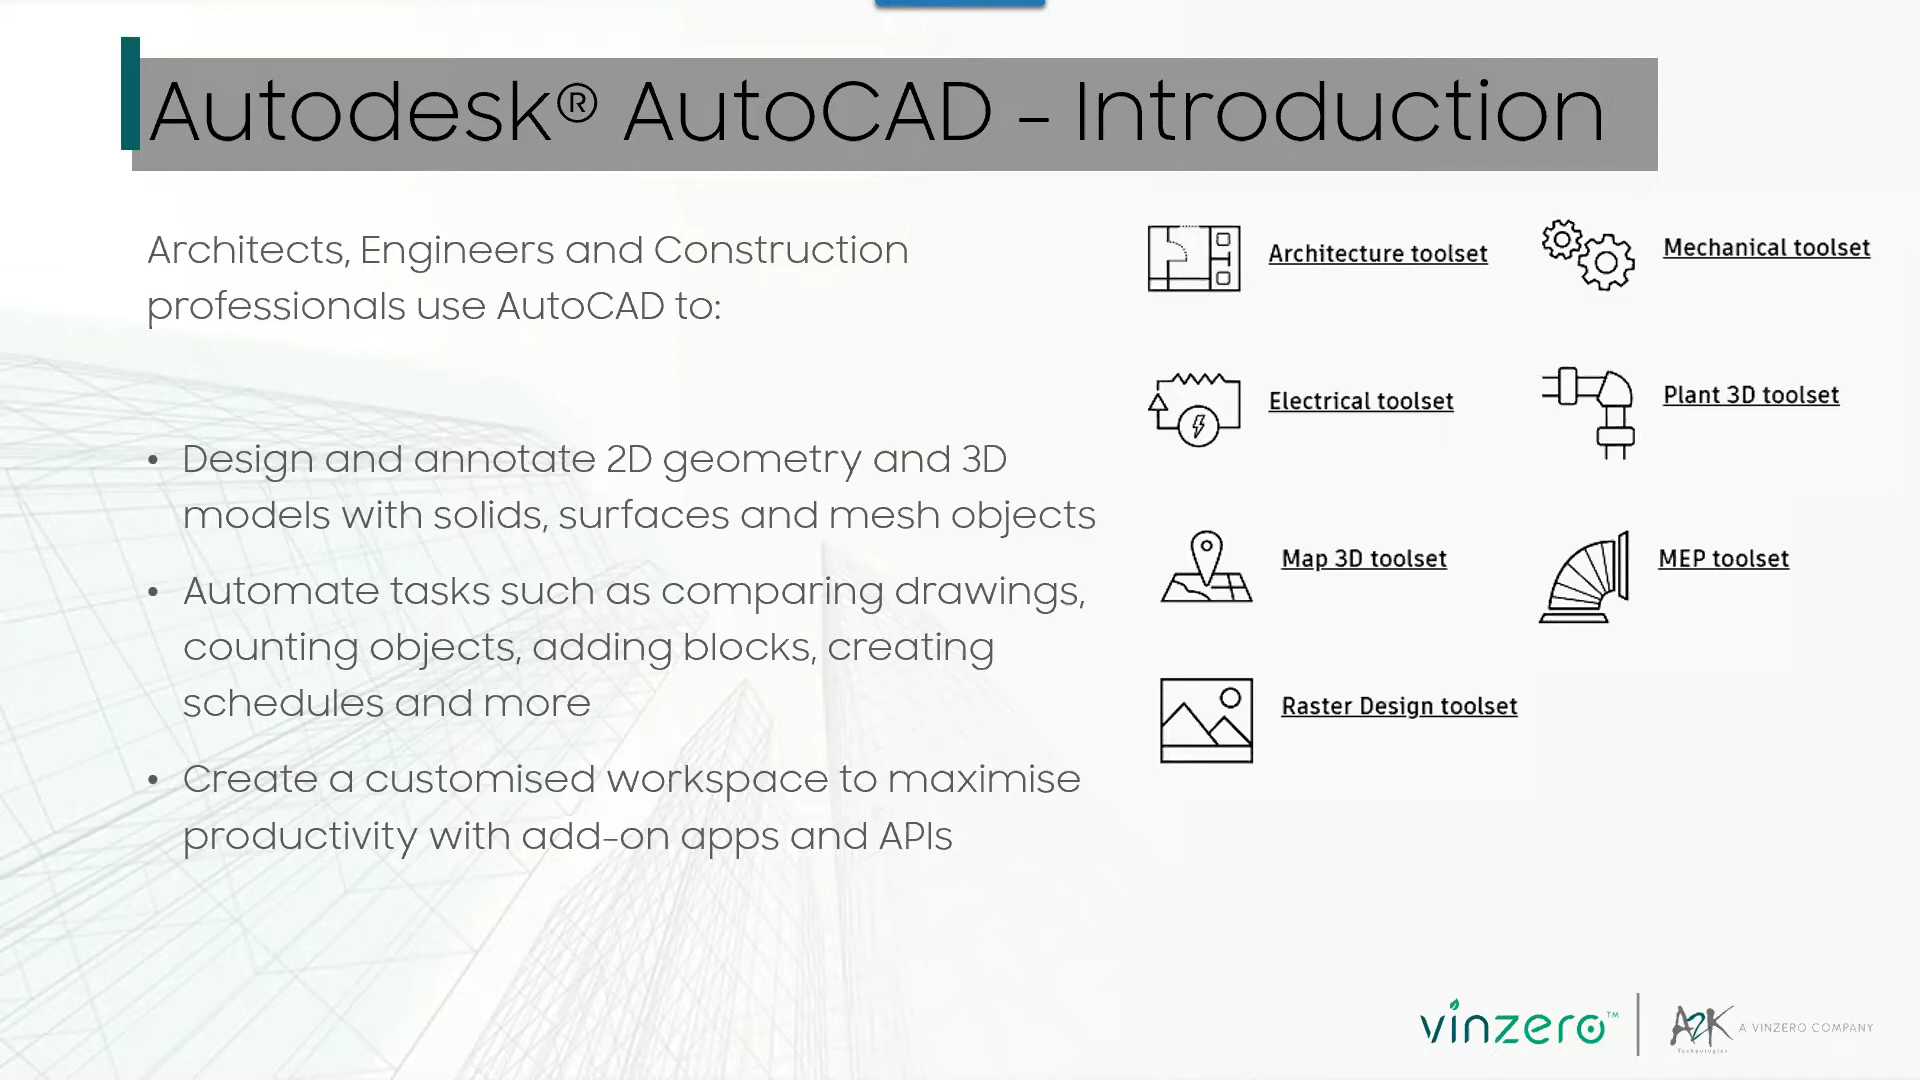 Autodesk® AutoCAD – Introduction
Architects, Engineers and Construction
professionals use AutoCAD to:
• Design and annotate 2D geometry and 3D
models with solids, surfaces and mesh objects
• Automate tasks such as comparing drawings,
counting objects, adding blocks, creating
schedules and more
• Create a customised workspace to maximise
productivity with add-on apps and APIs
Architecture toolset
Mechanical toolset
Electrical toolset
Plant 3D toolset
Map 3D toolset
MEP toolset
Raster Design toolset
vinzero™
A2K
Technologies
A VINZERO COMPANY